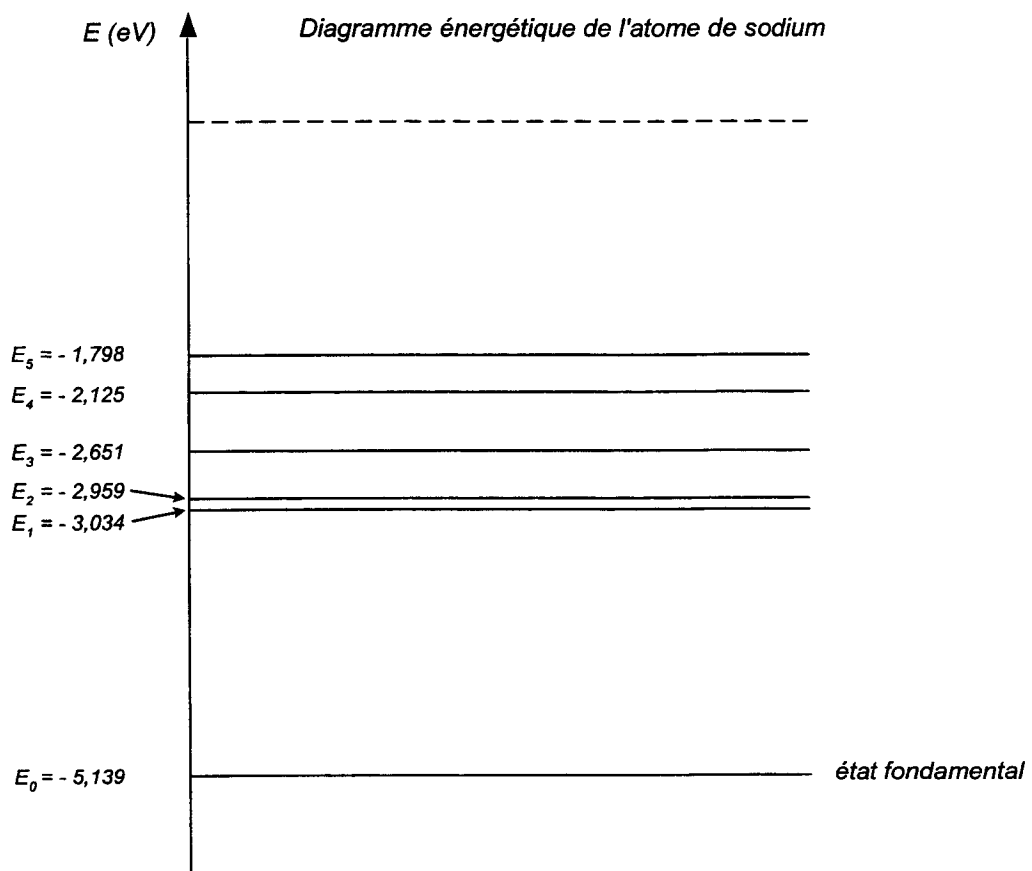 E (eV)
Diagramme énergétique de l'atome de sodium
E₅ = - 1,798
E₄ = - 2,125
E₃ = - 2,651
E₂ = - 2,959
E₁ = - 3,034
E₀ = - 5,139
état fondamental